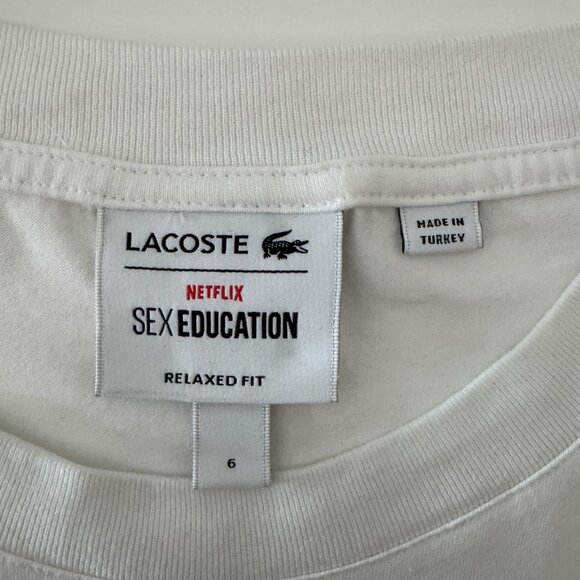 LACOSTE
NETFLIX
SEX EDUCATION
RELAXED FIT
6
MADE IN
TURKEY